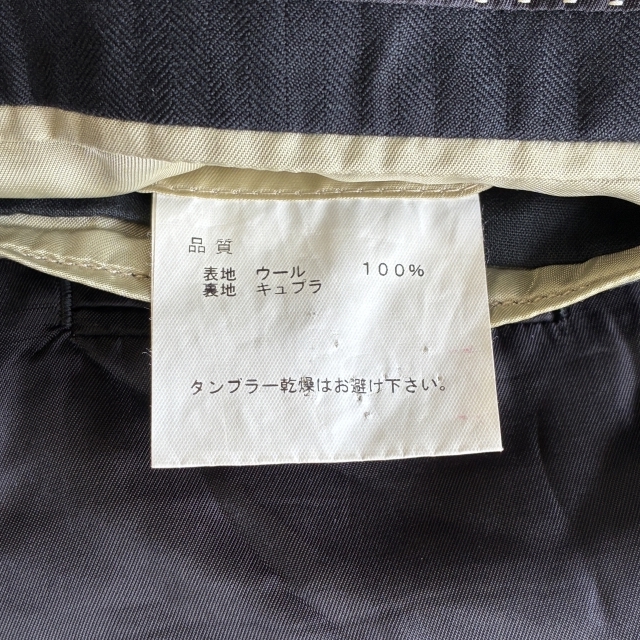 品質
表地 ウール 100%
裏地 キュプラ
タンブラー乾燥はお避け下さい。